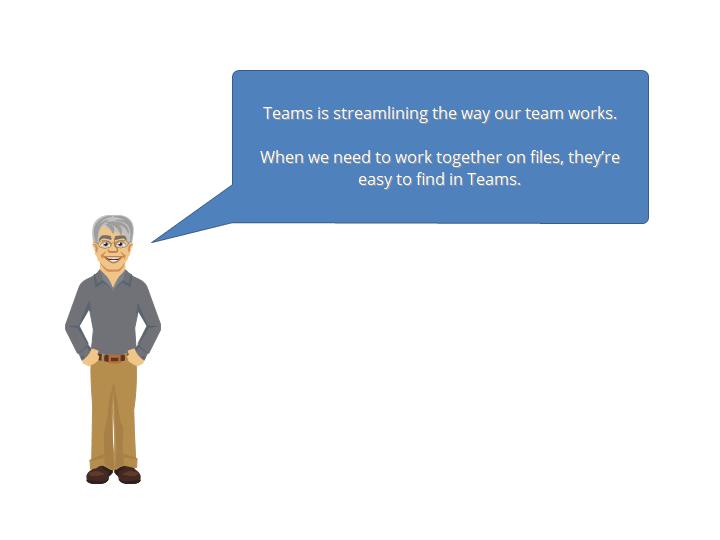 Teams is streamlining the way our team works.
When we need to work together on files, they’re
easy to find in Teams.